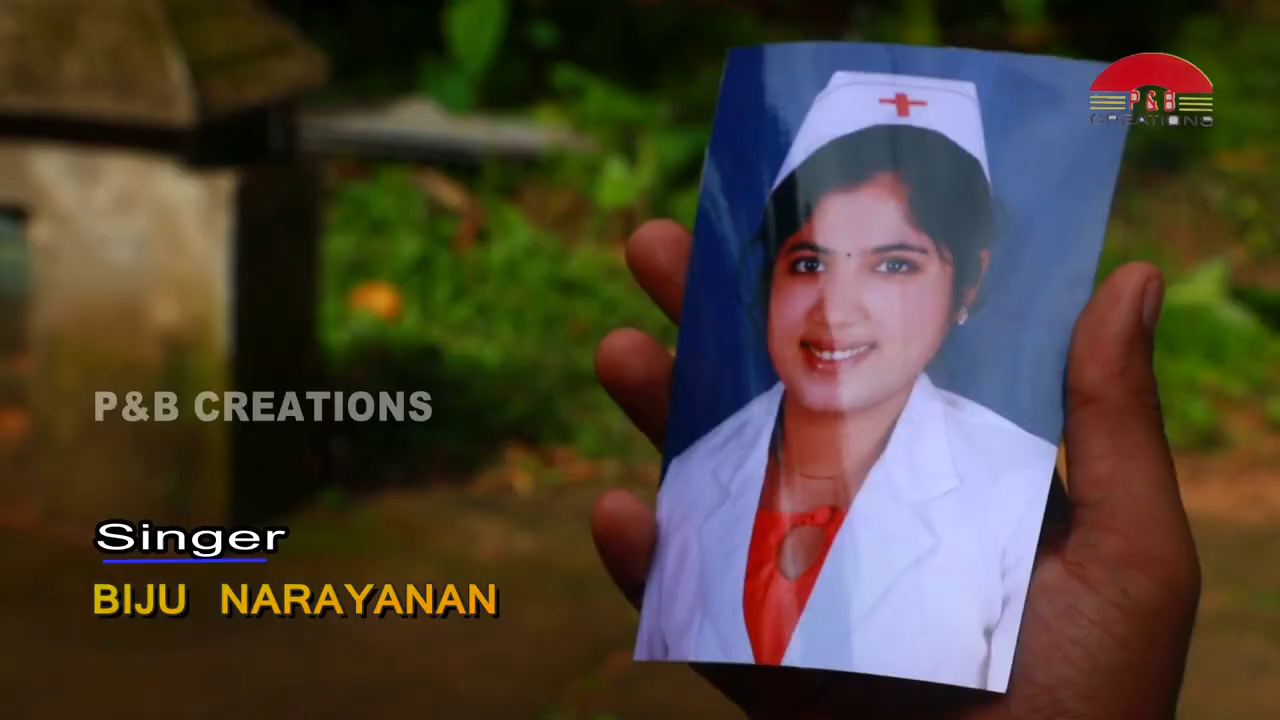 P&B
CREATIONS
P&B CREATIONS
Singer
BIJU NARAYANAN